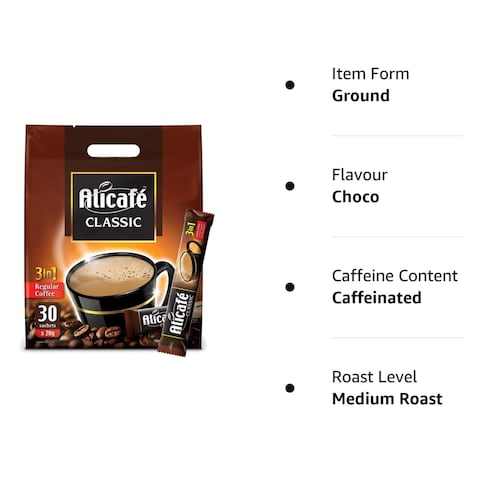 Alicafé
CLASSIC
3in1
Regular
Coffee
30
sachets
x 20g
3in1
Alicafé
CLASSIC
Alicafé
Item Form
Ground
Flavour
Choco
Caffeine Content
Caffeinated
Roast Level
Medium Roast